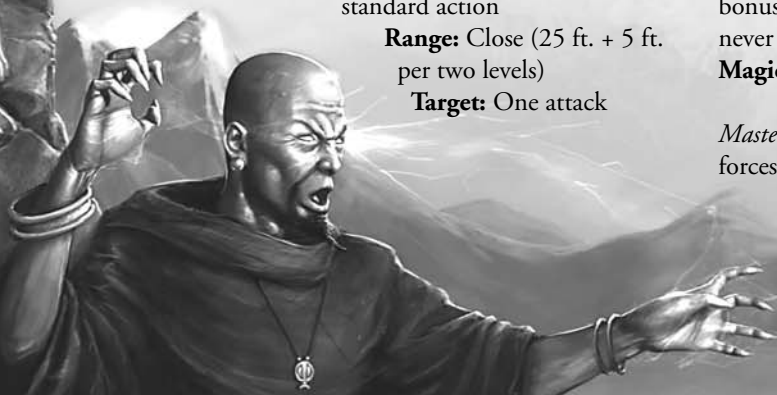 standard action
Range: Close (25 ft. + 5 ft.
per two levels)
Target: One attack
bonus
never
Magic
Maste
forces